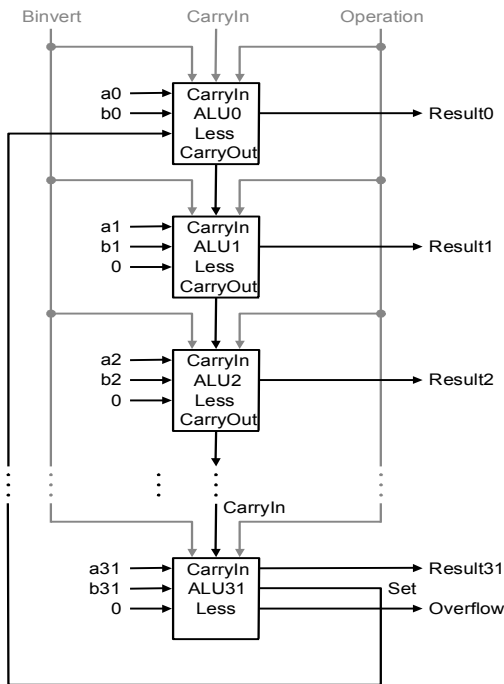 Binvert CarryIn Operation
a0 CarryIn
b0 ALU0 Result0
Less
CarryOut
a1 CarryIn
b1 ALU1 Result1
0 Less
CarryOut
a2 CarryIn
b2 ALU2 Result2
0 Less
CarryOut
CarryIn
a31 CarryIn Result31
b31 ALU31 Set
0 Less Overflow